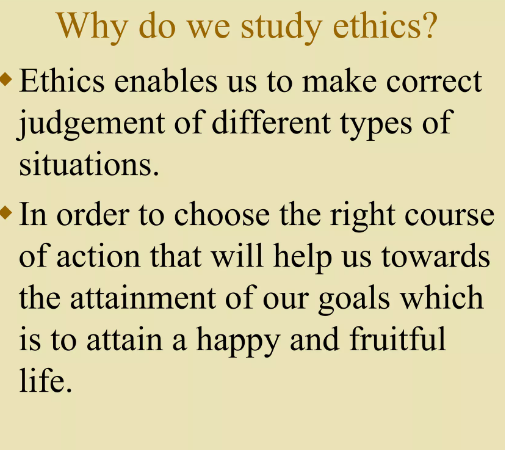 Why do we study ethics?
Ethics enables us to make correct
judgement of different types of
situations.
In order to choose the right course
of action that will help us towards
the attainment of our goals which
is to attain a happy and fruitful
life.